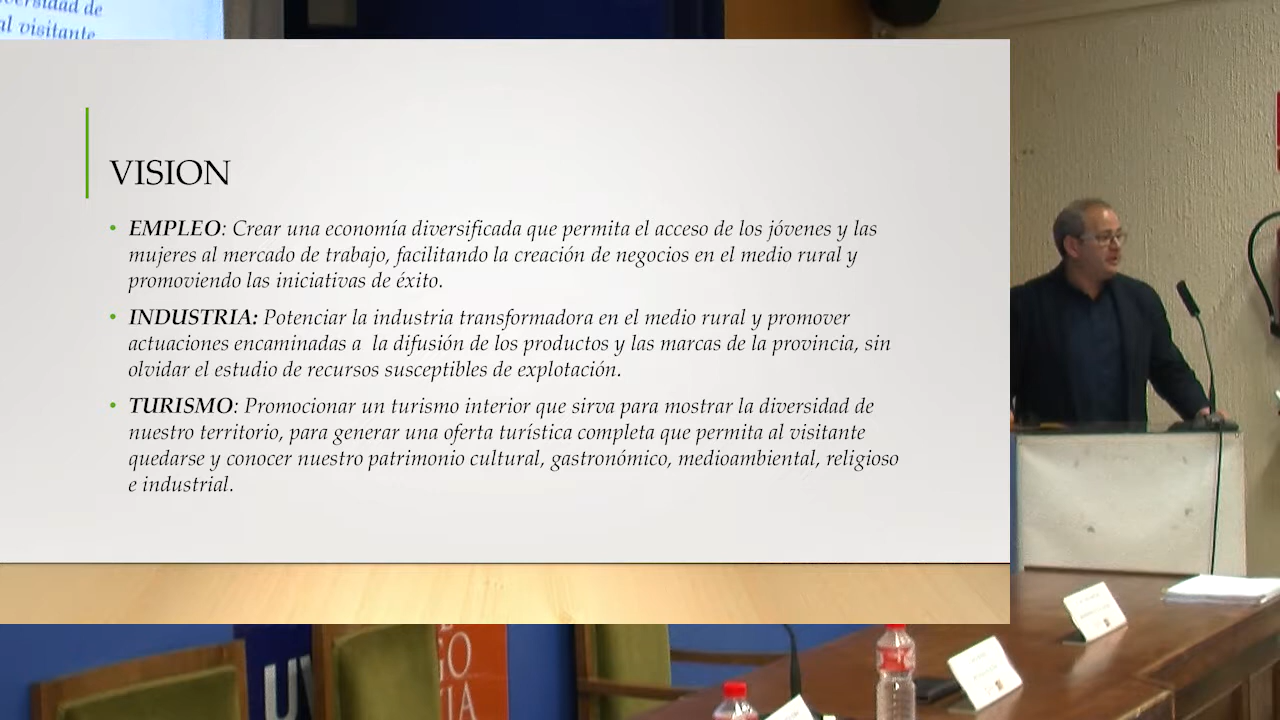 ersidad de
al visitante
VISION
• EMPLEO: Crear una economía diversificada que permita el acceso de los jóvenes y las
mujeres al mercado de trabajo, facilitando la creación de negocios en el medio rural y
promoviendo las iniciativas de éxito.
• INDUSTRIA: Potenciar la industria transformadora en el medio rural y promover
actuaciones encaminadas a la difusión de los productos y las marcas de la provincia, sin
olvidar el estudio de recursos susceptibles de explotación.
• TURISMO: Promocionar un turismo interior que sirva para mostrar la diversidad de
nuestro territorio, para generar una oferta turística completa que permita al visitante
quedarse y conocer nuestro patrimonio cultural, gastronómico, medioambiental, religioso
e industrial.
GO
IA